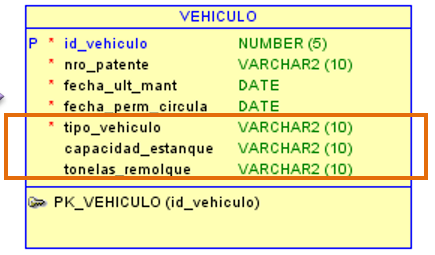 VEHICULO
P * id_vehiculo NUMBER (5)
* nro_patente VARCHAR2 (10)
* fecha_ult_mant DATE
* fecha_perm_circula DATE
* tipo_vehiculo VARCHAR2 (10)
capacidad_estanque VARCHAR2 (10)
tonelas_remolque VARCHAR2 (10)
PK_VEHICULO (id_vehiculo)